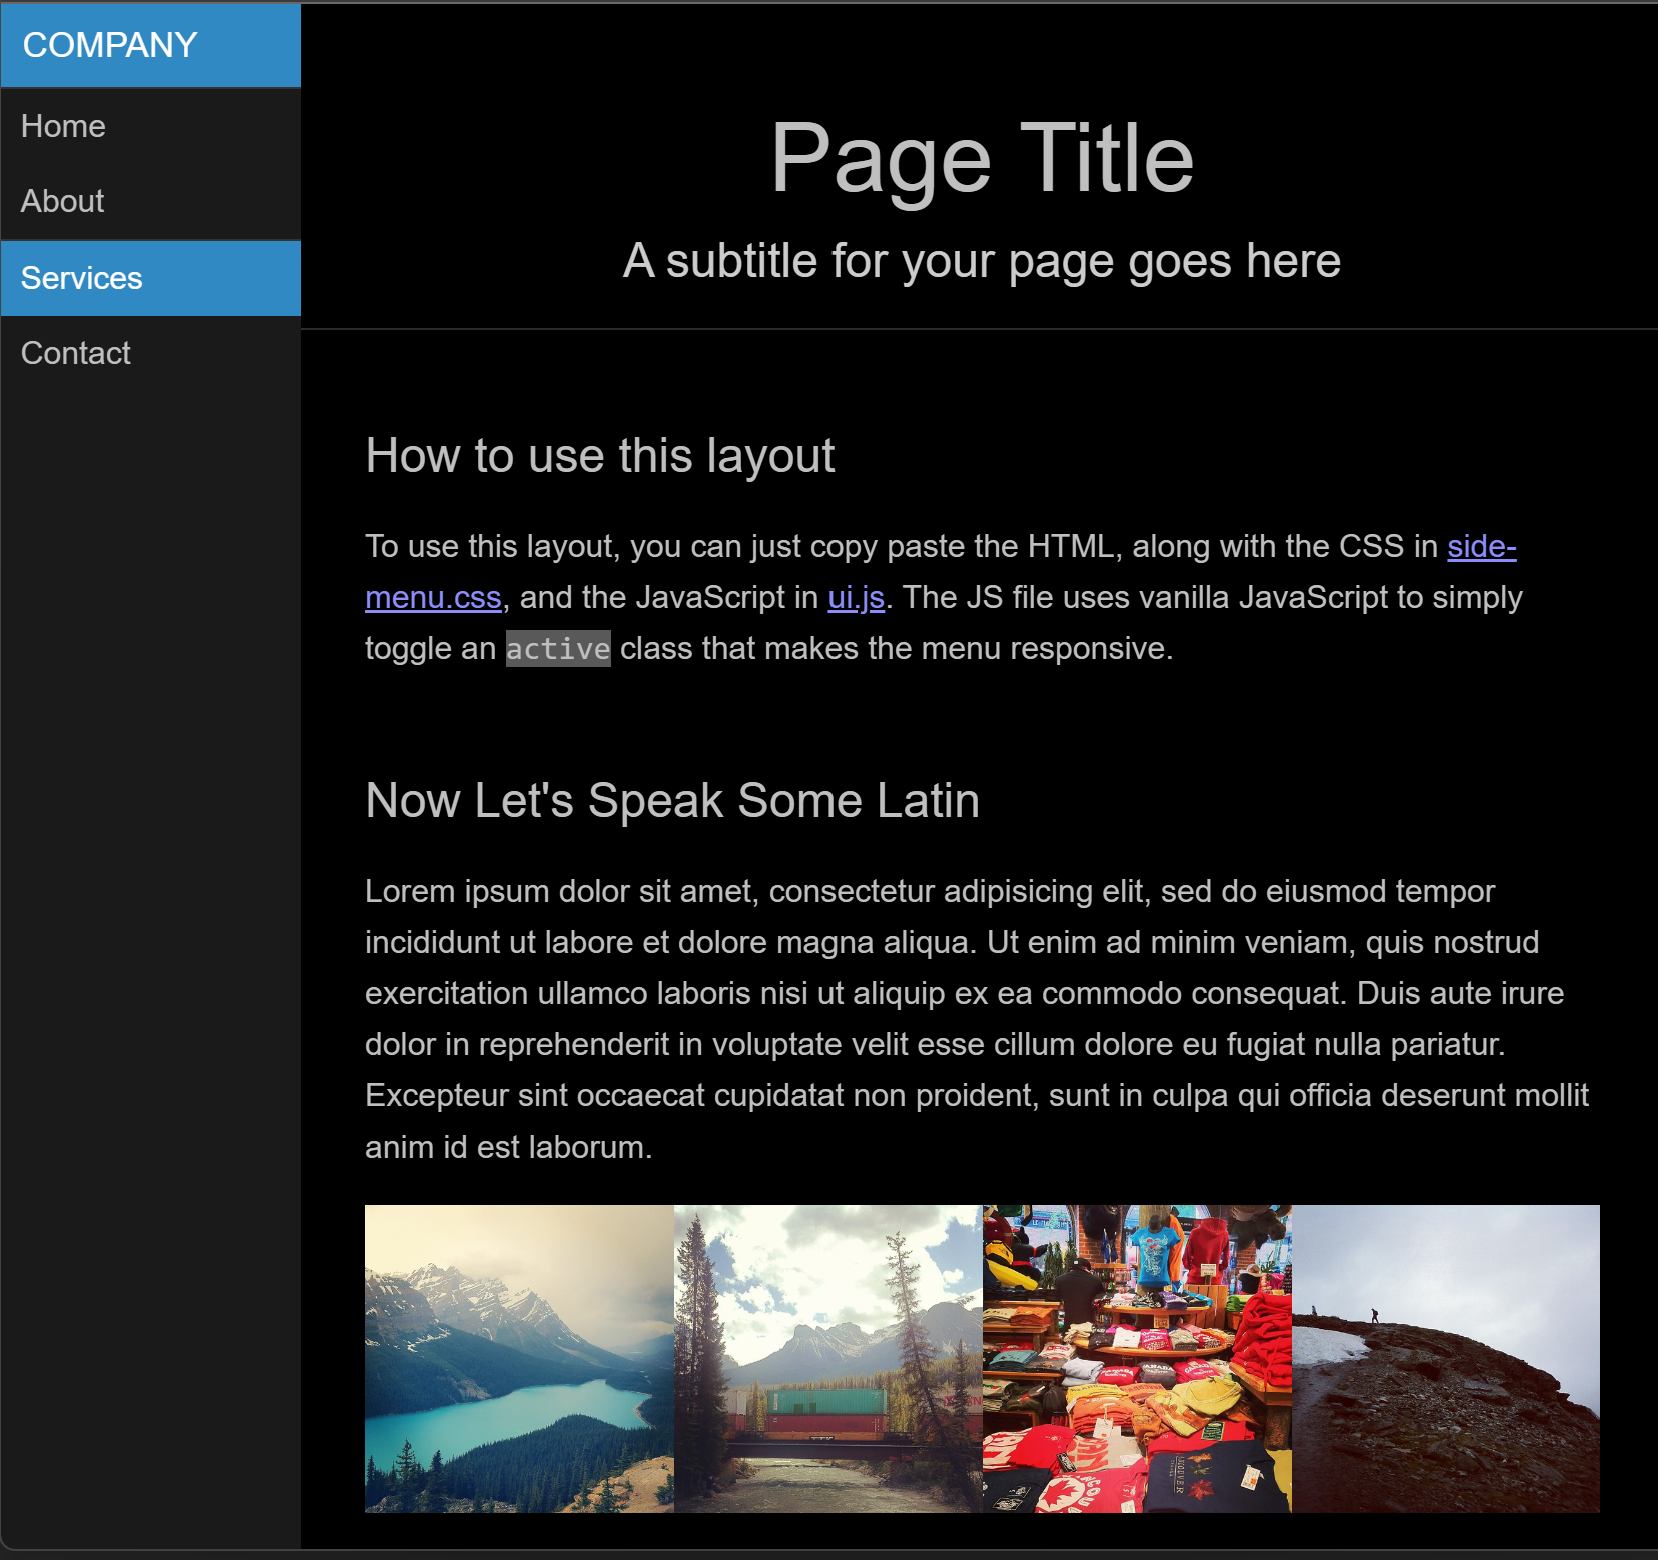 COMPANY
Home
About
Services
Contact
Page Title
A subtitle for your page goes here
How to use this layout
To use this layout, you can just copy paste the HTML, along with the CSS in side-
menu.css, and the JavaScript in ui.js. The JS file uses vanilla JavaScript to simply
toggle an active class that makes the menu responsive.
Now Let's Speak Some Latin
Lorem ipsum dolor sit amet, consectetur adipisicing elit, sed do eiusmod tempor
incididunt ut labore et dolore magna aliqua. Ut enim ad minim veniam, quis nostrud
exercitation ullamco laboris nisi ut aliquip ex ea commodo consequat. Duis aute irure
dolor in reprehenderit in voluptate velit esse cillum dolore eu fugiat nulla pariatur.
Excepteur sint occaecat cupidatat non proident, sunt in culpa qui officia deserunt mollit
anim id est laborum.
CANADA